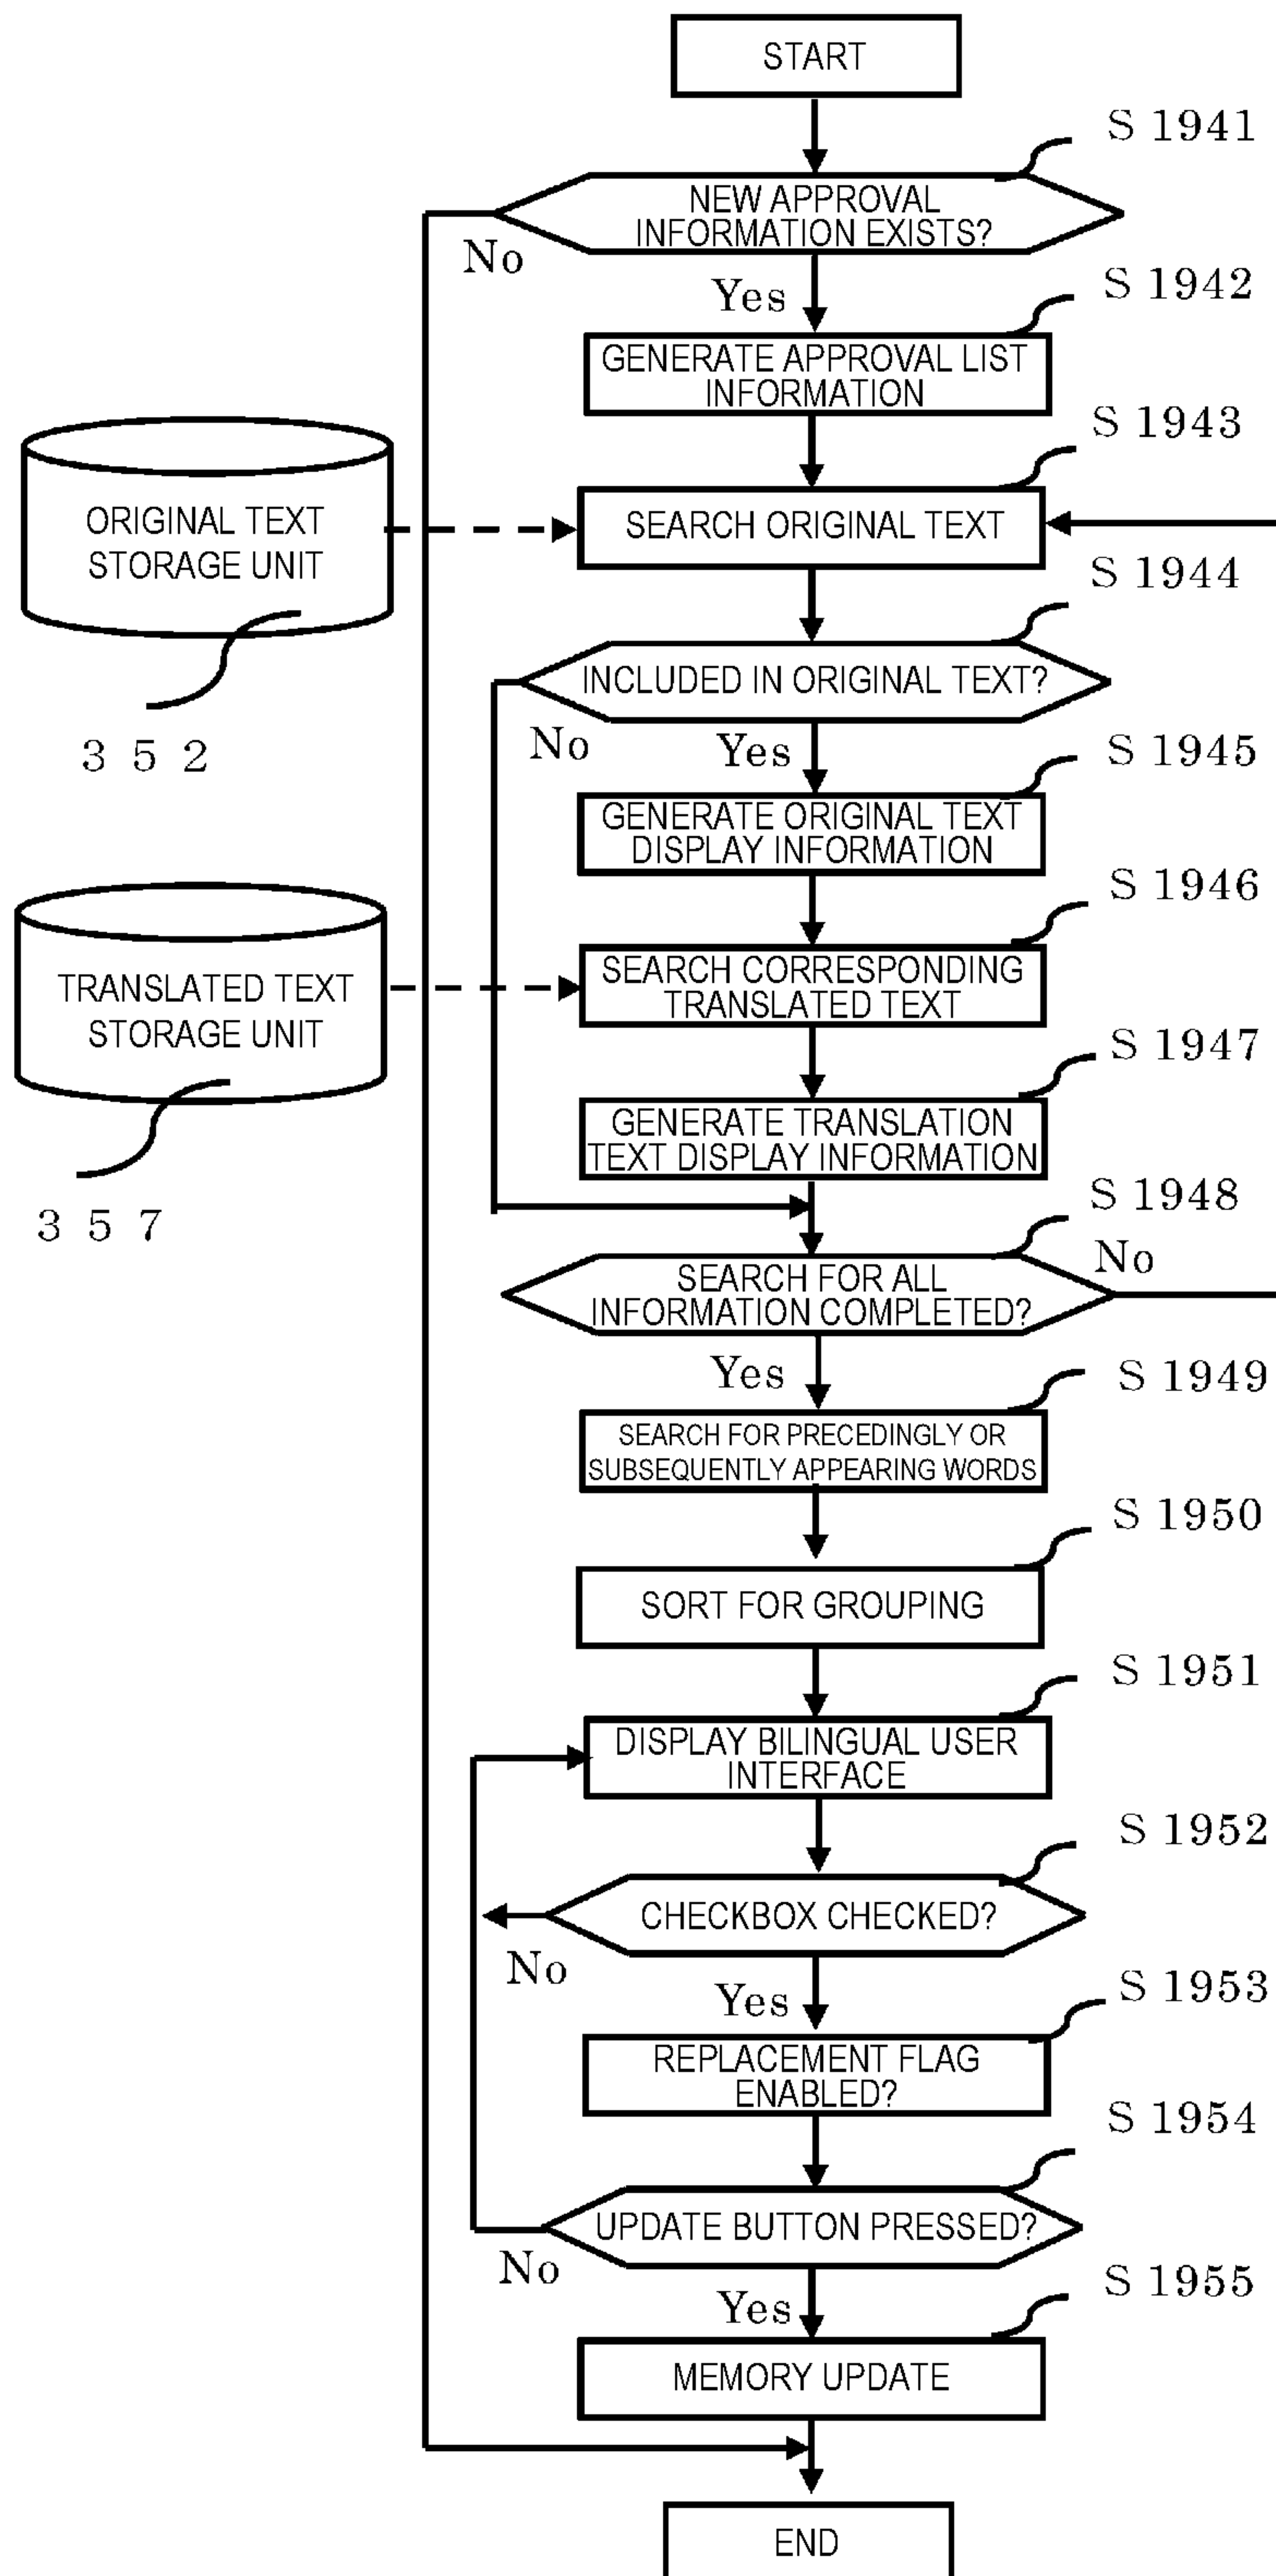 START
S 1941
NEW APPROVAL
INFORMATION EXISTS?
No
Yes
S 1942
GENERATE APPROVAL LIST
INFORMATION
S 1943
ORIGINAL TEXT
STORAGE UNIT
SEARCH ORIGINAL TEXT
S 1944
INCLUDED IN ORIGINAL TEXT?
3 5 2
No
Yes
S 1945
GENERATE ORIGINAL TEXT
DISPLAY INFORMATION
S 1946
TRANSLATED TEXT
STORAGE UNIT
SEARCH CORRESPONDING
TRANSLATED TEXT
S 1947
GENERATE TRANSLATION
TEXT DISPLAY INFORMATION
3 5 7
S 1948
No
SEARCH FOR ALL
INFORMATION COMPLETED?
Yes
S 1949
SEARCH FOR PRECEDINGLY OR
SUBSEQUENTLY APPEARING WORDS
S 1950
SORT FOR GROUPING
S 1951
DISPLAY BILINGUAL USER
INTERFACE
S 1952
CHECKBOX CHECKED?
No
Yes
S 1953
REPLACEMENT FLAG
ENABLED?
S 1954
UPDATE BUTTON PRESSED?
No
Yes
S 1955
MEMORY UPDATE
END